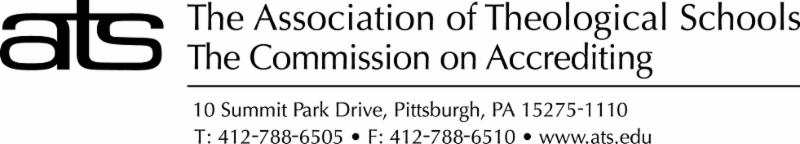 ats
The Association of Theological Schools
The Commission on Accrediting
10 Summit Park Drive, Pittsburgh, PA 15275-1110
T: 412-788-6505 • F: 412-788-6510 • www.ats.edu